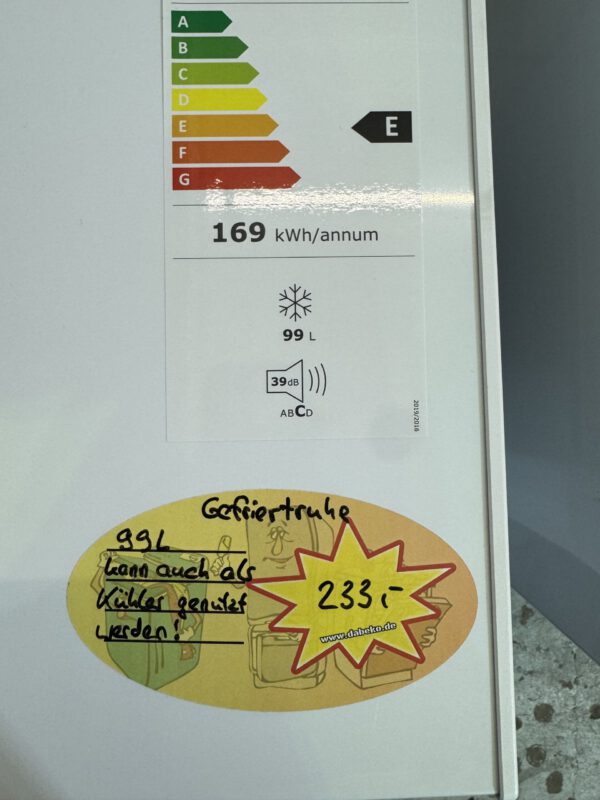 A
B
C
D
E
E
F
G
169 kWh/annum
99 L
39dB
ABCD
2019/2016
Gefriertruhe
99L
kann auch als
Kühler genutzt
werden!
233,-
www.dabeko.de